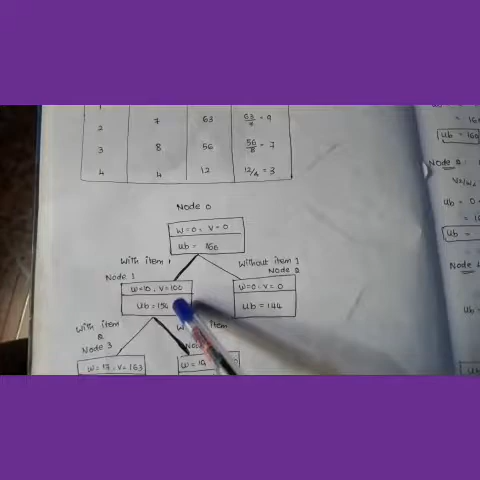 1
2 7 63 63/7 = 9
3 8 56 56/8 = 7
4 4 12 12/4 = 3
Node 0
W=0, V=0
Ub = 160
With item 1
Without item 1
Node 1
Node 2
W=10, V=100
W=0, V=0
Ub=154
Ub=144
With item
2
item
Node 3
W=17, V=163
= 160
Ub = 160
Node 2:
Ub = 0
= 16
Ub =
Node